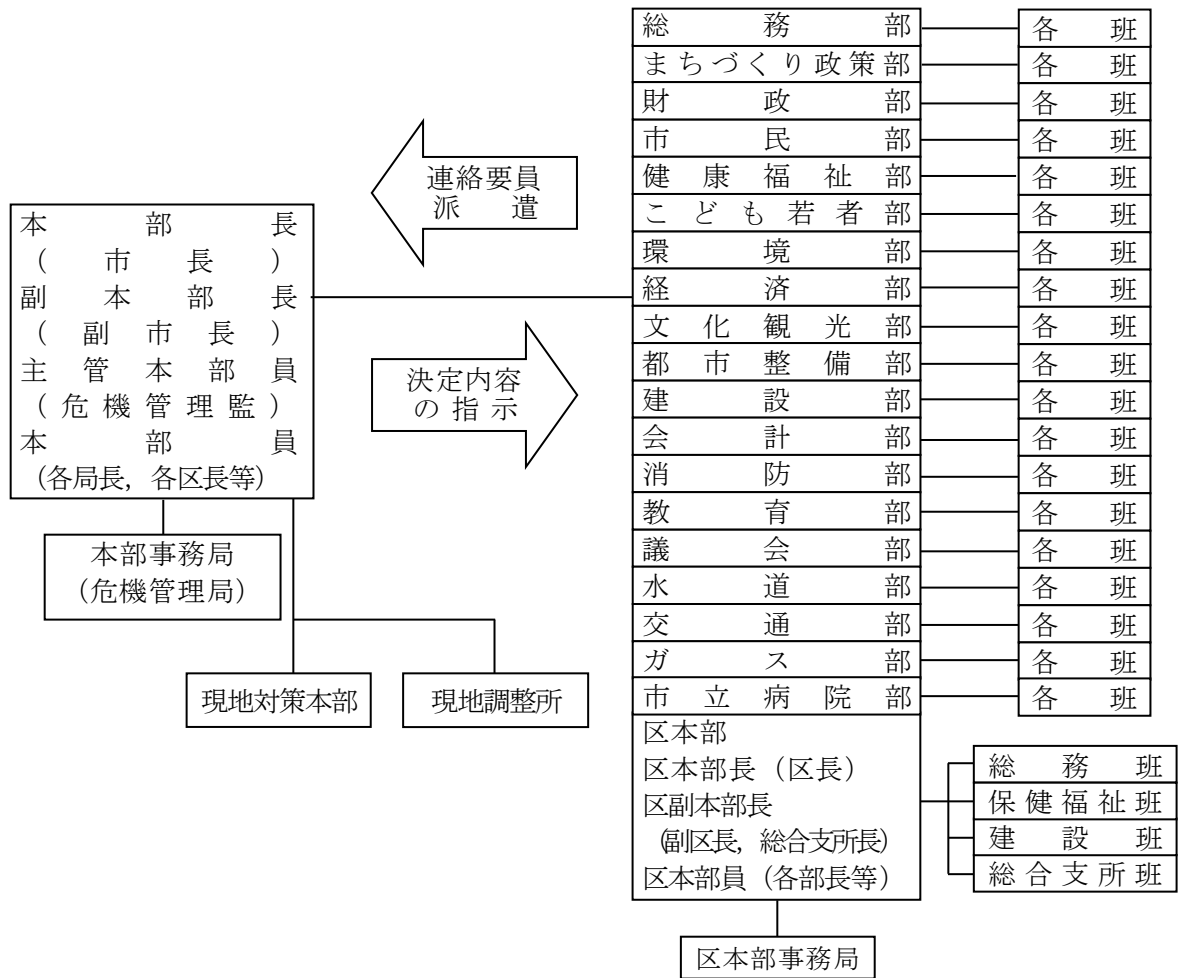 本部長
(市長)
副本部長
(副市長)
主管本部員
(危機管理監)
本部員
(各局長,各区長等)
本部事務局
(危機管理局)
現地対策本部
現地調整所
連絡要員
派遣
決定内容
の指示
総務部 各班
まちづくり政策部 各班
財政部 各班
市民部 各班
健康福祉部 各班
こども若者部 各班
環境部 各班
経済部 各班
文化観光部 各班
都市整備部 各班
建設部 各班
会計部 各班
消防部 各班
教育部 各班
議会部 各班
水道部 各班
交通部 各班
ガス部 各班
市立病院部 各班
区本部
区本部長(区長)
区副本部長
(副区長,総合支所長)
区本部員(各部長等)
総務班
保健福祉班
建設班
総合支所班
区本部事務局